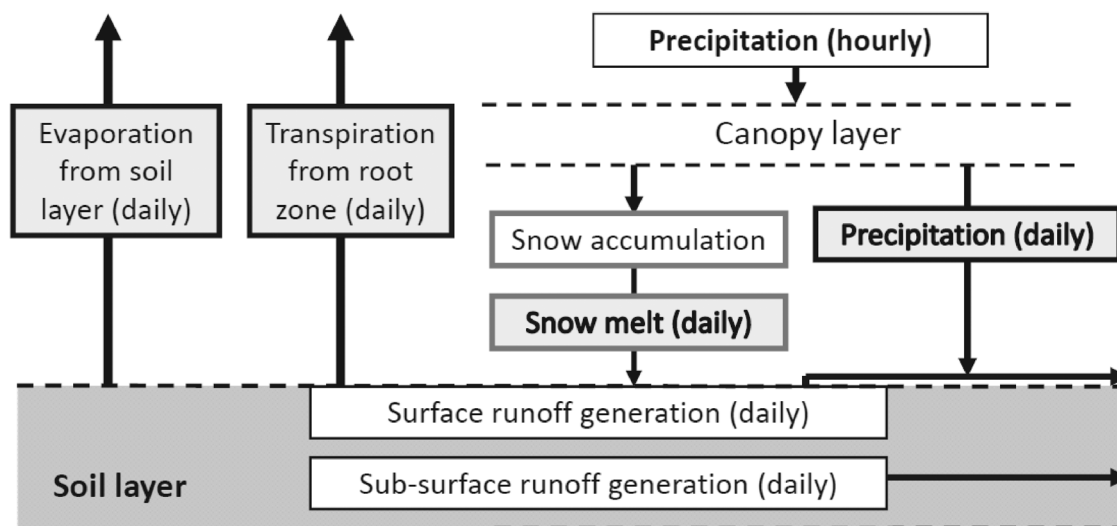 Precipitation (hourly)
Evaporation
from soil
layer (daily)
Transpiration
from root
zone (daily)
Canopy layer
Snow accumulation
Precipitation (daily)
Snow melt (daily)
Surface runoff generation (daily)
Soil layer
Sub-surface runoff generation (daily)